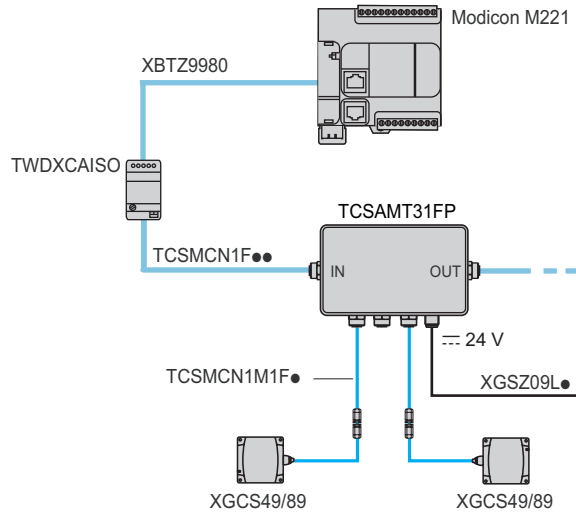 Modicon M221
XBTZ9980
TWDXCAISO
TCSAMT31FP
TCSMCN1F●●
IN
OUT
24 V
TCSMCN1M1F●
XGSZ09L●
XGCS49/89
XGCS49/89